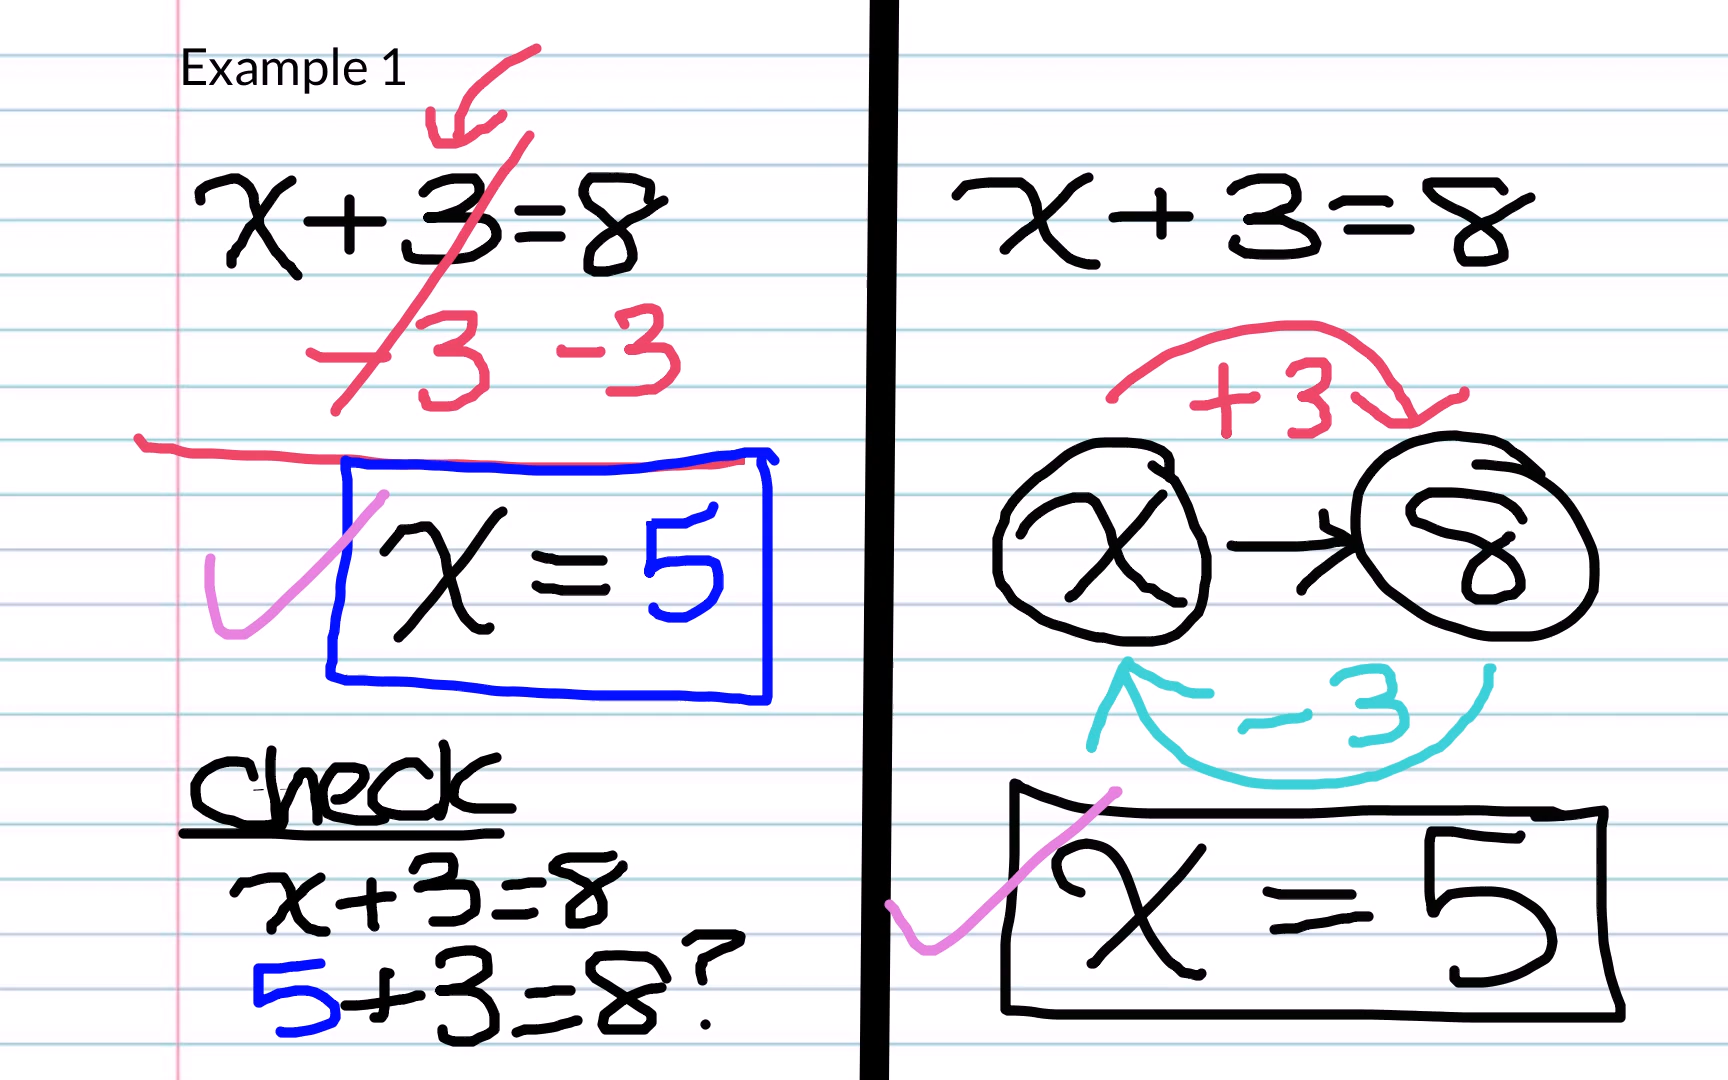 Example 1
x+3=8
-3 -3
x = 5
check
x+3=8
5+3=8?
x+3=8
+3
x → 8
-3
x = 5